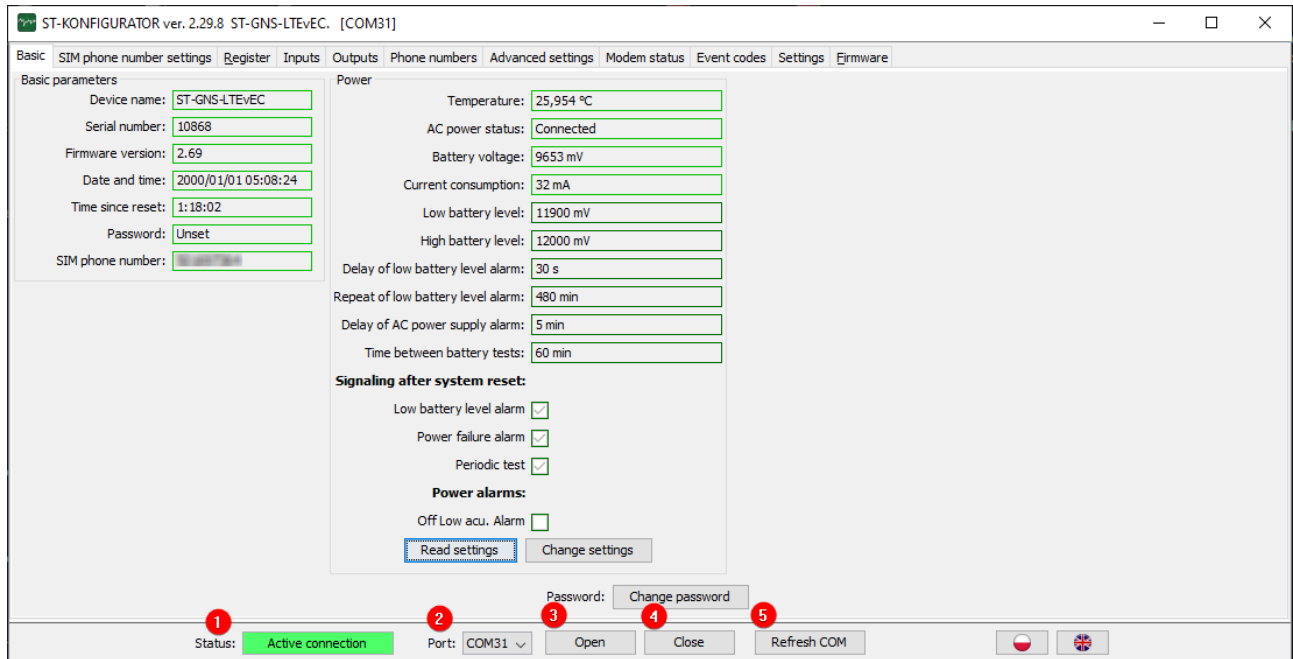 ST-KONFIGURATOR ver. 2.29.8 ST-GNS-LTEvEC. [COM31]
Basic SIM phone number settings Register Inputs Outputs Phone numbers Advanced settings Modem status Event codes Settings Firmware
Basic parameters
Device name: ST-GNS-LTEvEC
Serial number: 10868
Firmware version: 2.69
Date and time: 2000/01/01 05:08:24
Time since reset: 1:18:02
Password: Unset
SIM phone number:
Power
Temperature: 25,954 ºC
AC power status: Connected
Battery voltage: 9653 mV
Current consumption: 32 mA
Low battery level: 11900 mV
High battery level: 12000 mV
Delay of low battery level alarm: 30 s
Repeat of low battery level alarm: 480 min
Delay of AC power supply alarm: 5 min
Time between battery tests: 60 min
Signaling after system reset:
Low battery level alarm
Power failure alarm
Periodic test
Power alarms:
Off Low acu. Alarm
Read settings Change settings
Password: Change password
1 2 3 4 5
Status: Active connection Port: COM31 Open Close Refresh COM